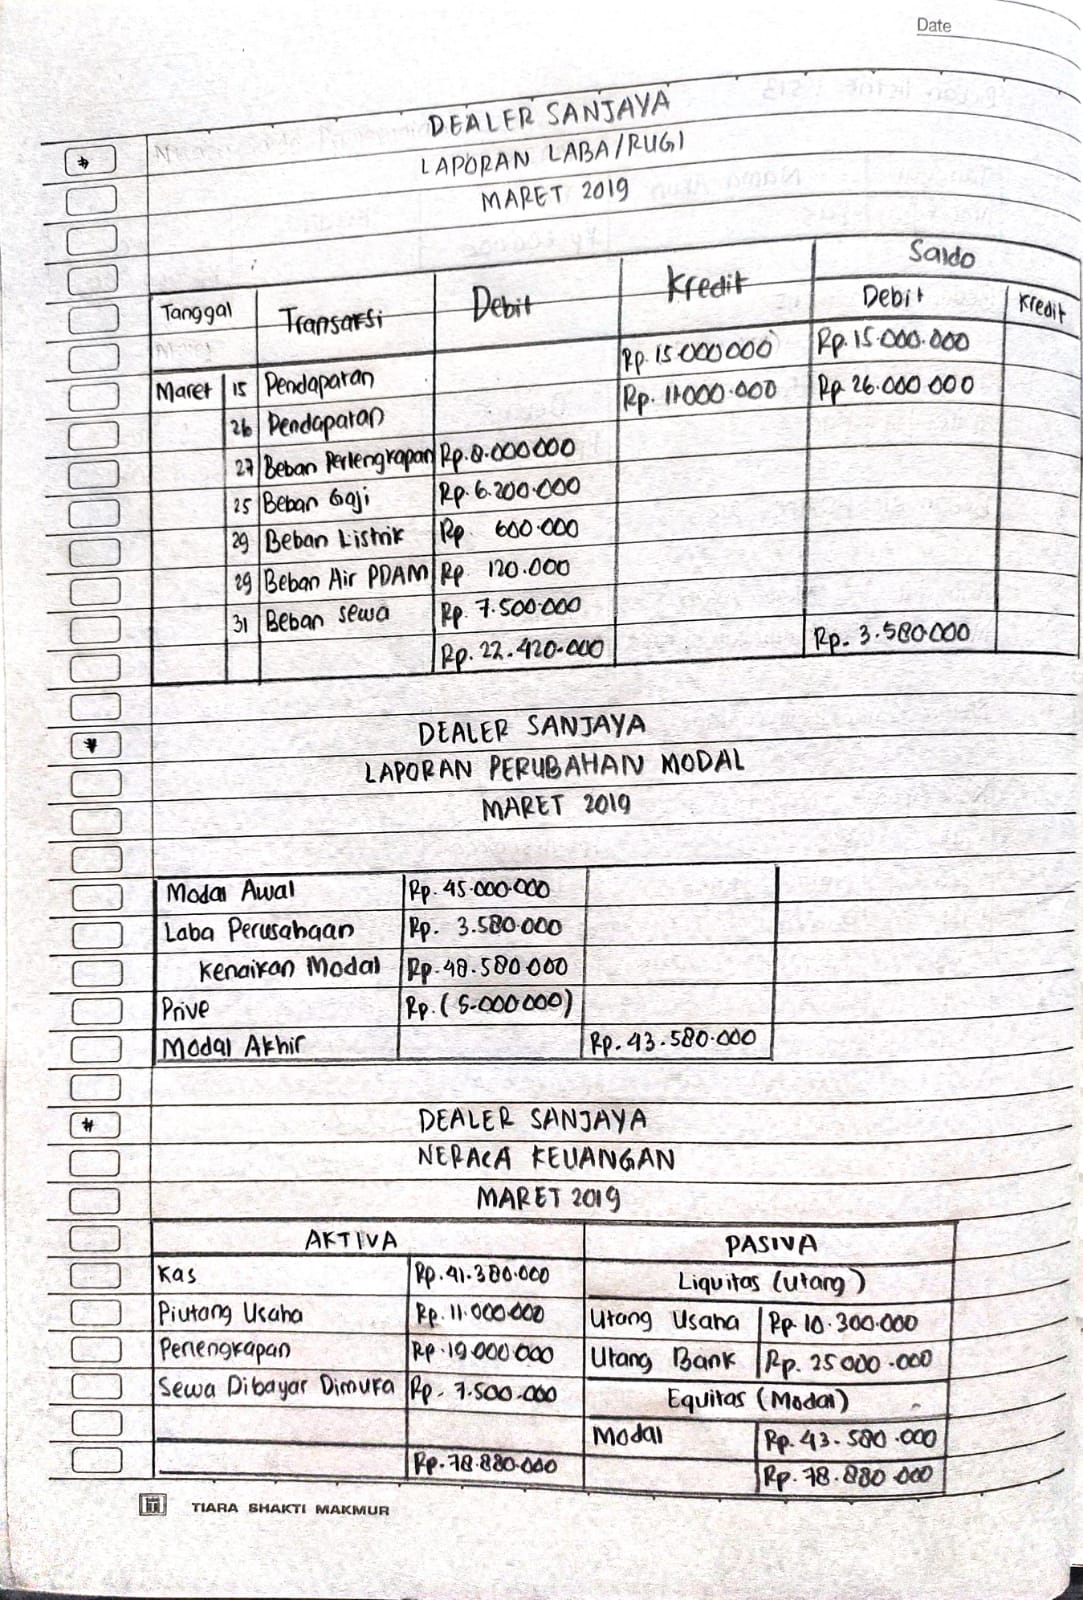 Date
DEALER SANJAYA
LAPORAN LABA/RUGI
MARET 2019
Tanggal Transaksi Debit Kredit Saldo
Debit Kredit
Maret 15 Pendapatan Rp. 15.000.000 Rp. 15.000.000
26 Pendapatan Rp. 11.000.000 Rp. 26.000.000
27 Beban Perlengkapan Rp. 8.000.000
25 Beban Gaji Rp. 6.200.000
29 Beban Listrik Rp. 600.000
29 Beban Air PDAM Rp. 120.000
31 Beban Sewa Rp. 7.500.000
Rp. 22.420.000 Rp. 3.580.000
DEALER SANJAYA
LAPORAN PERUBAHAN MODAL
MARET 2019
Modal Awal Rp. 45.000.000
Laba Perusahaan Rp. 3.580.000
Kenaikan Modal Rp. 48.580.000
Prive Rp. (5.000.000)
Modal Akhir Rp. 43.580.000
DEALER SANJAYA
NERACA KEUANGAN
MARET 2019
AKTIVA PASIVA
Kas Rp. 41.380.000 Liquitas (Utang)
Piutang Usaha Rp. 11.000.000 Utang Usaha Rp. 10.300.000
Perlengkapan Rp. 19.000.000 Utang Bank Rp. 25.000.000
Sewa Dibayar Dimuka Rp. 7.500.000 Equitas (Modal)
Modal Rp. 43.580.000
Rp. 78.880.000 Rp. 78.880.000
TIARA SHAKTI MAKMUR